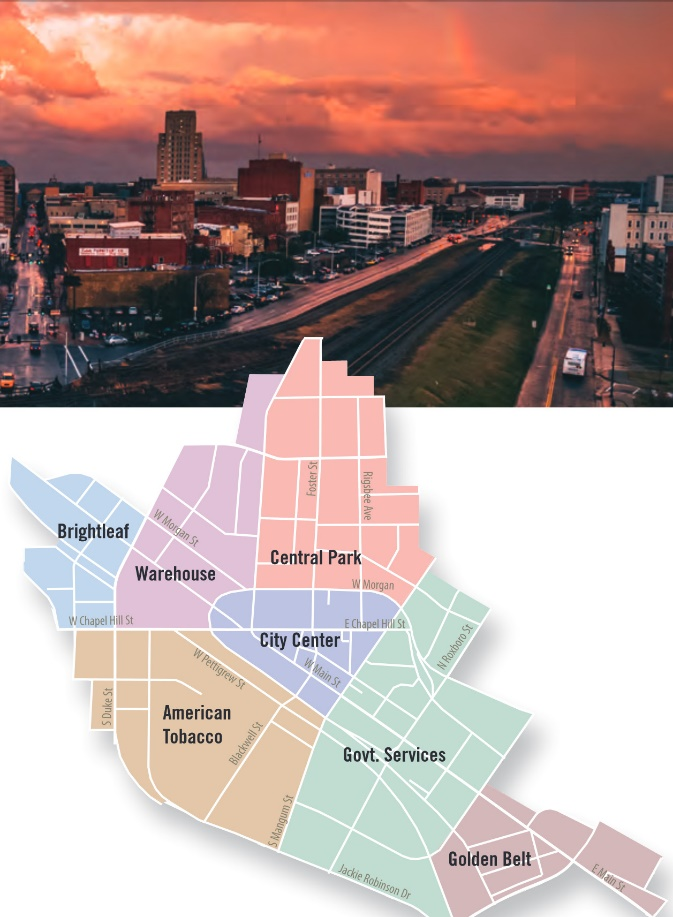 Foster St
Rigsbee Ave
W Morgan St
Brightleaf
Central Park
Warehouse
W Morgan
W Chapel Hill St
E Chapel Hill St
City Center
N Roxboro St
W Pettigrew St
W Main St
S Duke St
American
Tobacco
Blackwell St
Govt. Services
S Mangum St
Golden Belt
Jackie Robinson Dr
E Main St